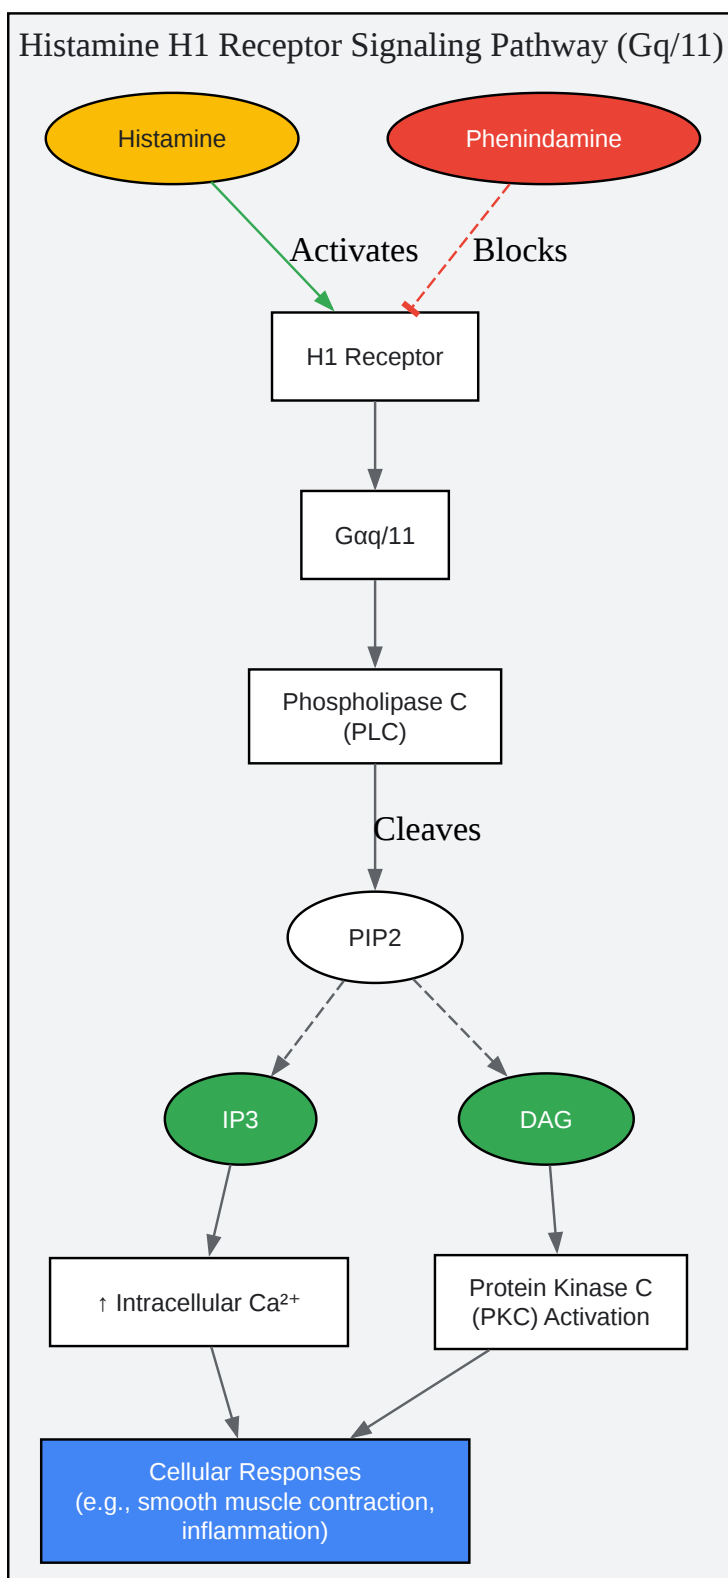 Histamine H1 Receptor Signaling Pathway (Gq/11)
Histamine
Phenindamine
Activates
Blocks
H1 Receptor
Gαq/11
Phospholipase C
(PLC)
Cleaves
PIP2
IP3
DAG
↑ Intracellular Ca²⁺
Protein Kinase C
(PKC) Activation
Cellular Responses
(e.g., smooth muscle contraction,
inflammation)